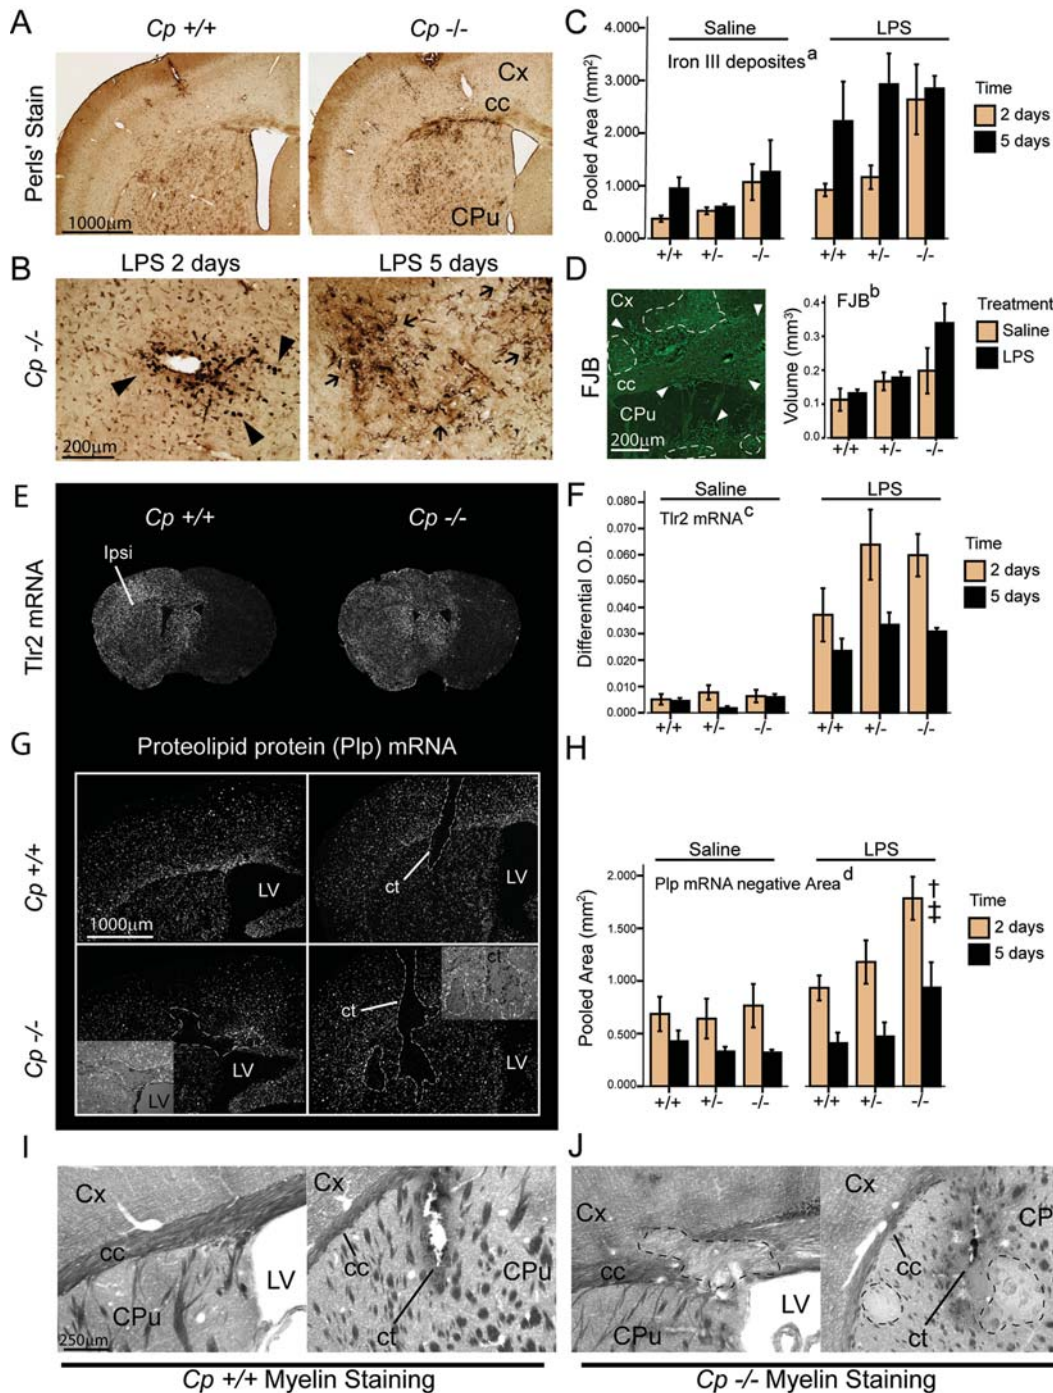 A
Cp +/+
Cp -/-
Perls' Stain
1000µm
Cx
cc
CPu
B
LPS 2 days
LPS 5 days
Cp -/-
200µm
C
Saline
LPS
Iron III deposites a
Pooled Area (mm²)
4.000
3.000
2.000
1.000
0.000
+/+
+/-
-/-
+/+
+/-
-/-
Time
2 days
5 days
D
FJB
Cx
cc
CPu
200µm
FJB b
Volume (mm³)
0.4
0.3
0.2
0.1
0.0
+/+
+/-
-/-
Treatment
Saline
LPS
E
Cp +/+
Cp -/-
Tlr2 mRNA
Ipsi
F
Saline
LPS
Tlr2 mRNA c
Differential O.D.
0.080
0.070
0.060
0.050
0.040
0.030
0.020
0.010
0.000
+/+
+/-
-/-
+/+
+/-
-/-
Time
2 days
5 days
G
Proteolipid protein (Plp) mRNA
Cp +/+
LV
1000µm
ct
LV
Cp -/-
LV
LV
ct
ct
LV
H
Saline
LPS
Plp mRNA negative Area d
Pooled Area (mm²)
2.000
1.500
1.000
0.500
0.000
†
‡
+/+
+/-
-/-
+/+
+/-
-/-
Time
2 days
5 days
I
Cx
cc
CPu
LV
250µm
Cx
cc
CPu
ct
Cp +/+ Myelin Staining
J
Cx
cc
CPu
LV
Cx
cc
CP
ct
Cp -/- Myelin Staining